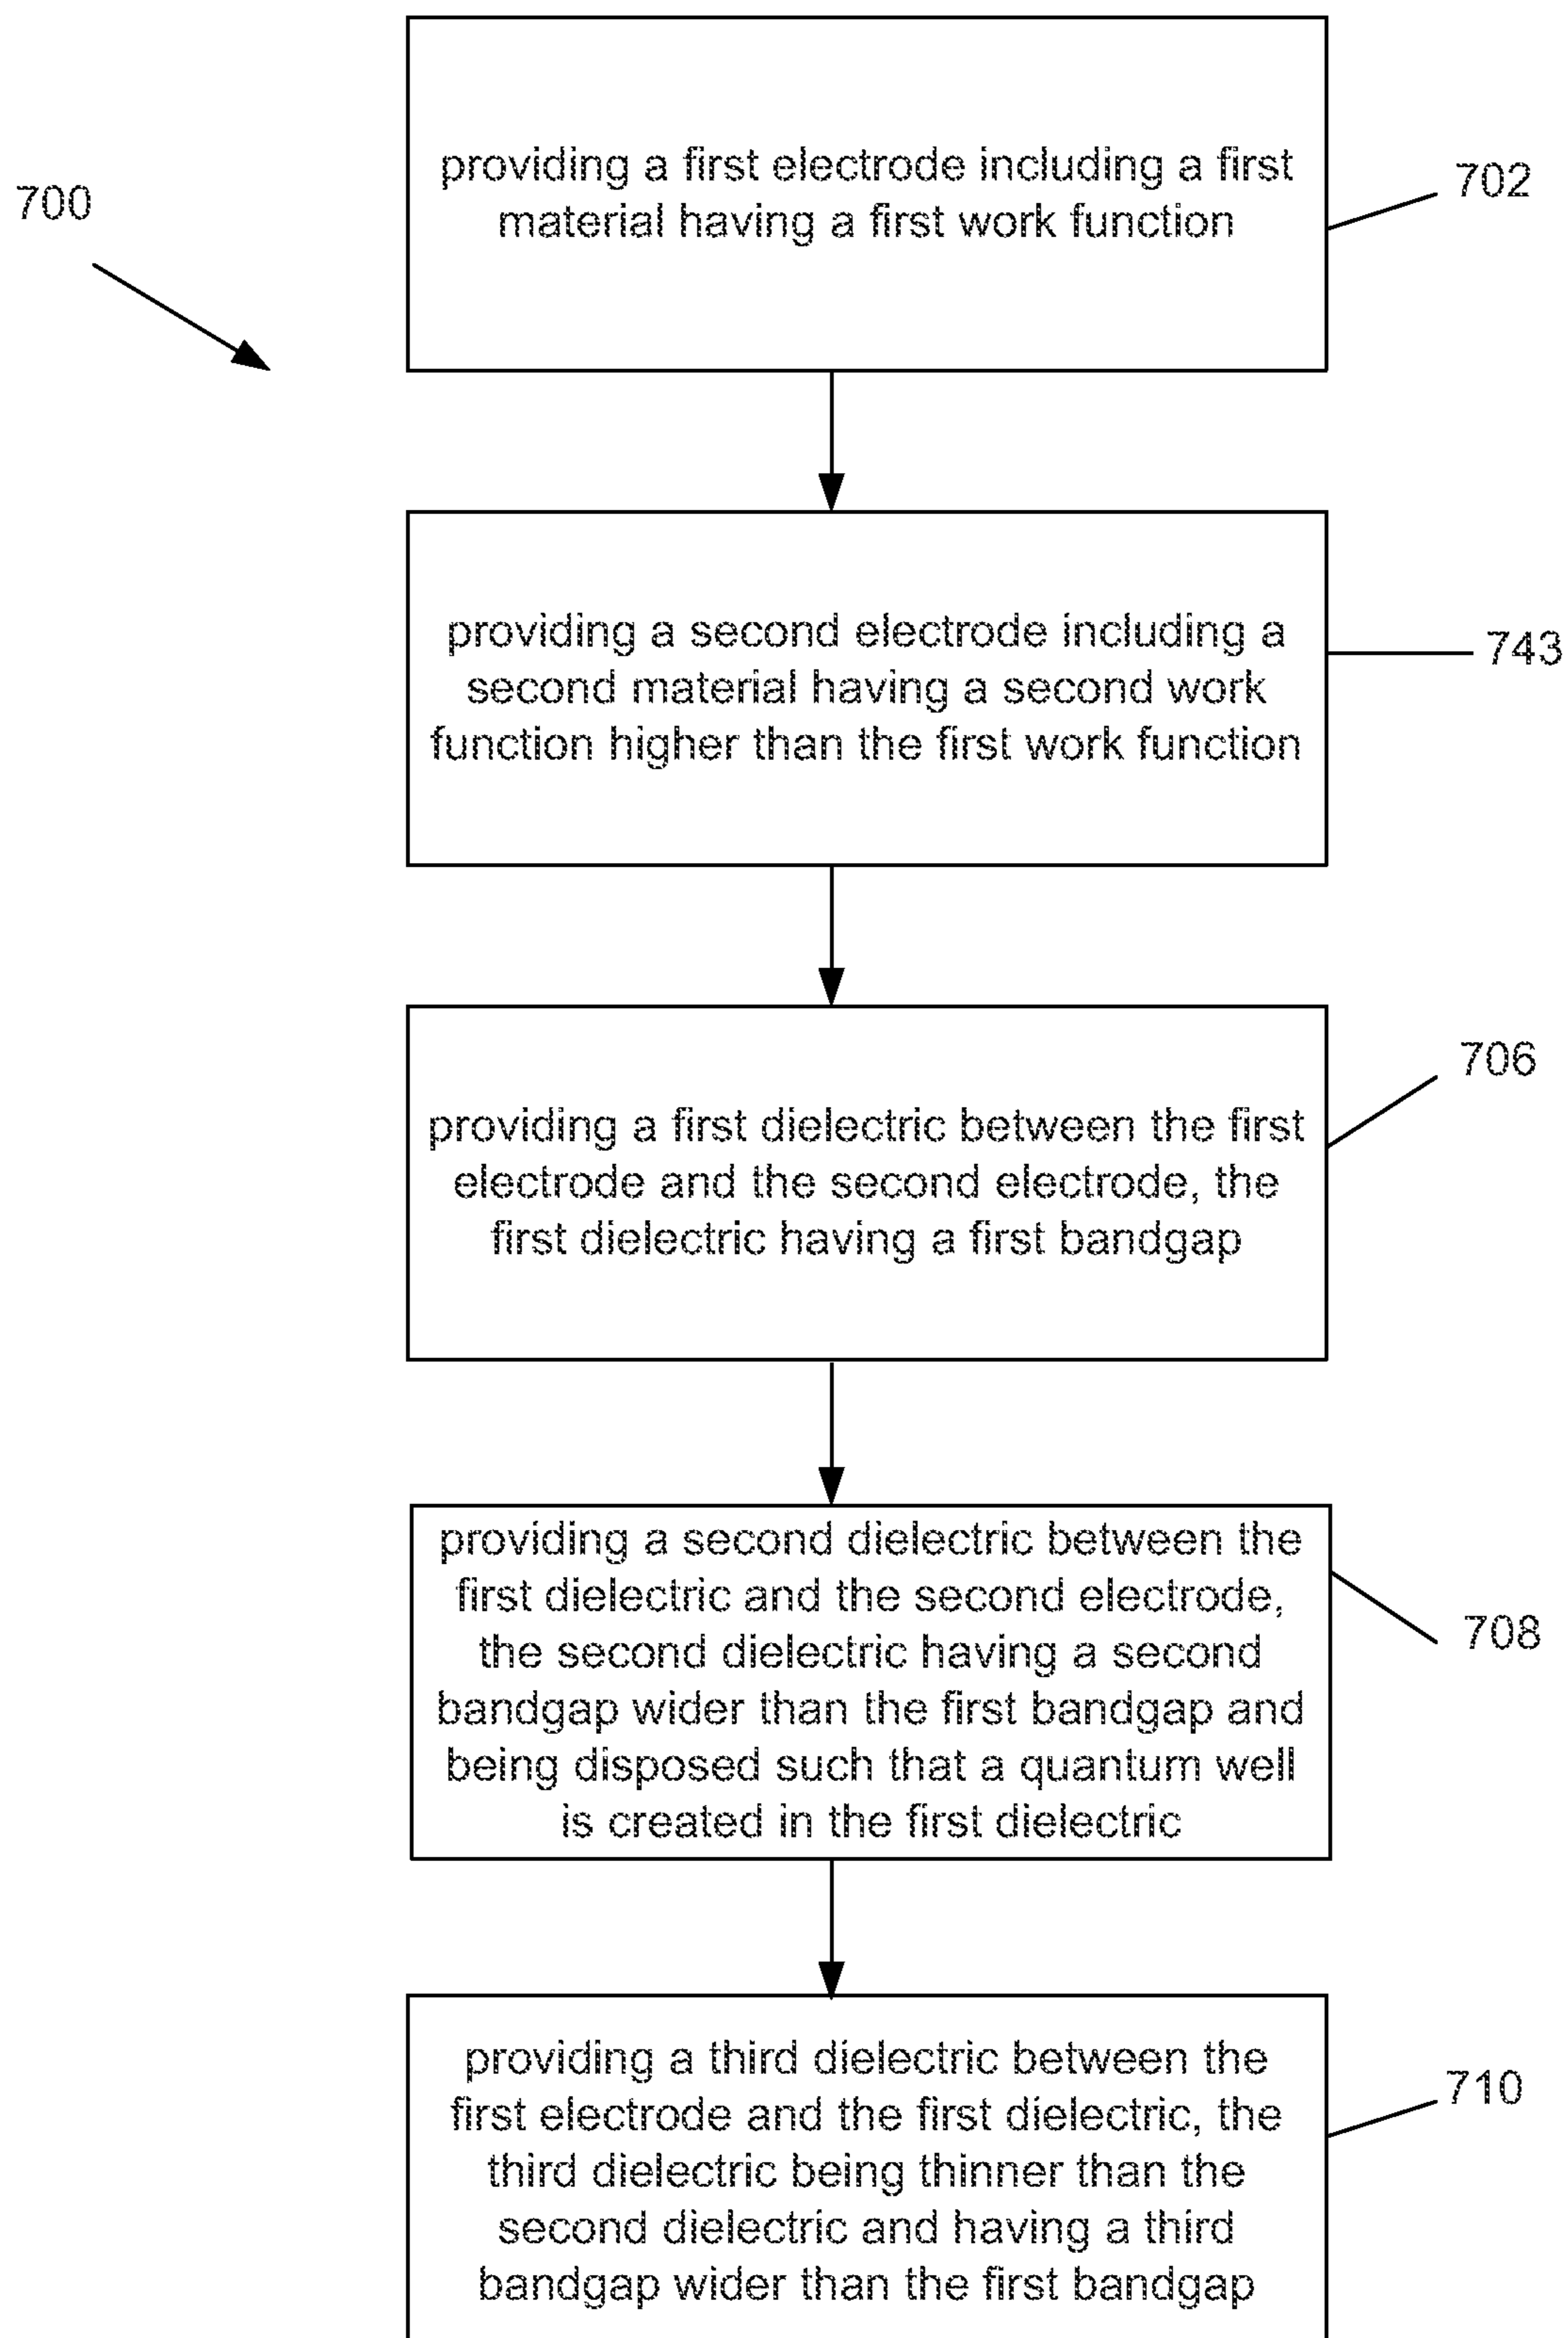 700
providing a first electrode including a first
material having a first work function
702
providing a second electrode including a
second material having a second work
function higher than the first work function
743
providing a first dielectric between the first
electrode and the second electrode, the
first dielectric having a first bandgap
706
providing a second dielectric between the
first dielectric and the second electrode,
the second dielectric having a second
bandgap wider than the first bandgap and
being disposed such that a quantum well
is created in the first dielectric
708
providing a third dielectric between the
first electrode and the first dielectric, the
third dielectric being thinner than the
second dielectric and having a third
bandgap wider than the first bandgap
710